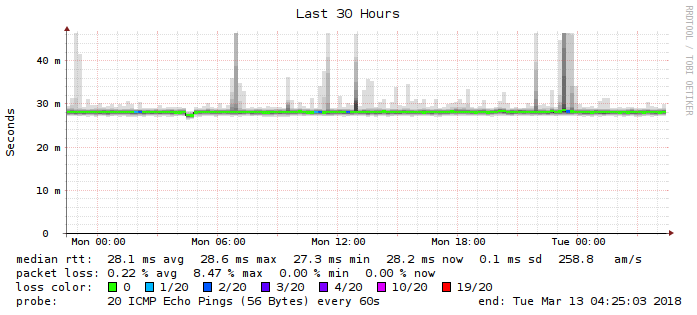 Last 30 Hours
RRDTOOL / TOBI OETIKER
Seconds
40 m
30 m
20 m
10 m
0
Mon 00:00 Mon 06:00 Mon 12:00 Mon 18:00 Tue 00:00
median rtt: 28.1 ms avg 28.6 ms max 27.3 ms min 28.2 ms now 0.1 ms sd 258.8 am/s
packet loss: 0.22 % avg 8.47 % max 0.00 % min 0.00 % now
loss color: 0 1/20 2/20 3/20 4/20 10/20 19/20
probe: 20 ICMP Echo Pings (56 Bytes) every 60s end: Tue Mar 13 04:25:03 2018